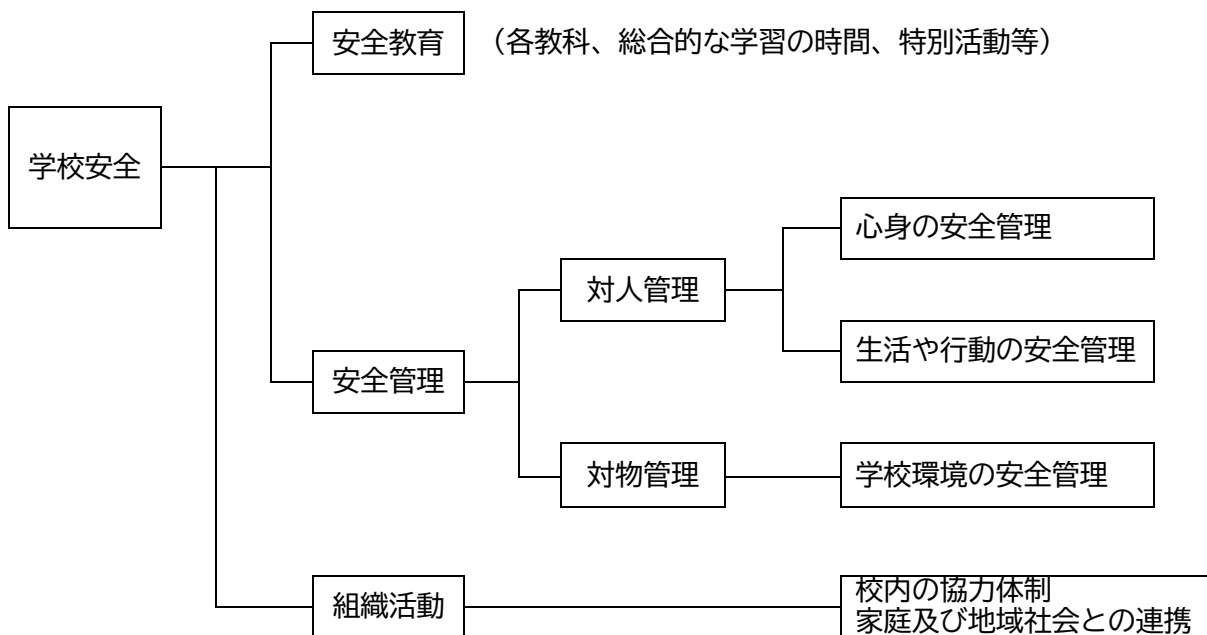 安全教育 （各教科、総合的な学習の時間、特別活動等）
学校安全
心身の安全管理
対人管理
生活や行動の安全管理
安全管理
対物管理
学校環境の安全管理
組織活動
校内の協力体制
家庭及び地域社会との連携